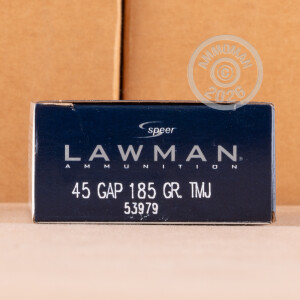 speer
LAWMAN®
AMMUNITION
45 GAP 185 GR. TMJ
53979